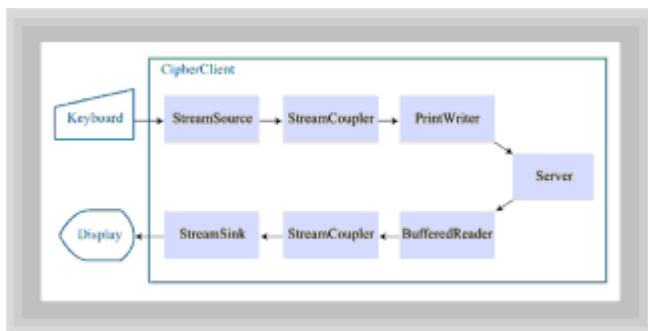 CipherClient
Keyboard StreamSource StreamCoupler PrintWriter
Server
Display StreamSink StreamCoupler BufferedReader